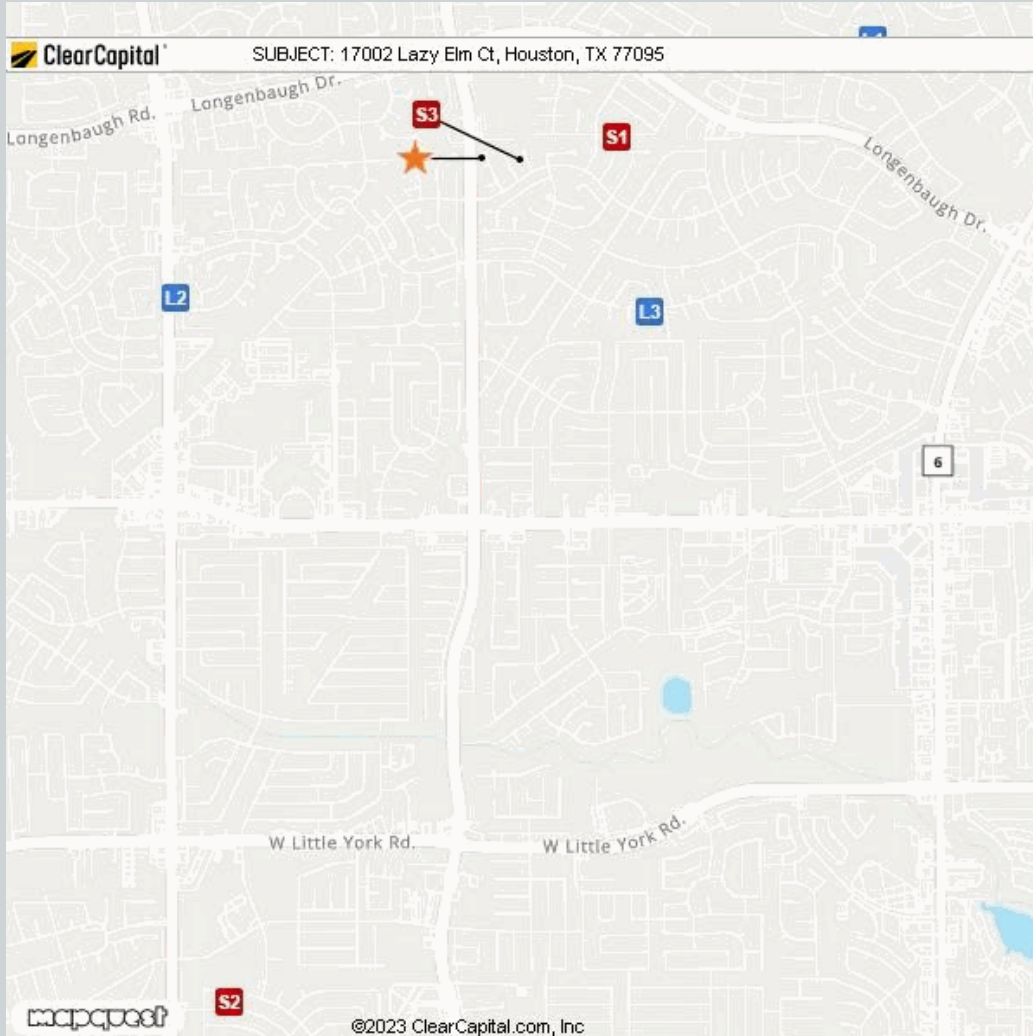 L1
ClearCapital SUBJECT: 17002 Lazy Elm Ct, Houston, TX 77095
Longenbaugh Rd. Longenbaugh Dr.
S3
S1
Longenbaugh Dr.
L2
L3
6
W Little York Rd.
W Little York Rd.
S2
mapquest
©2023 ClearCapital.com, Inc